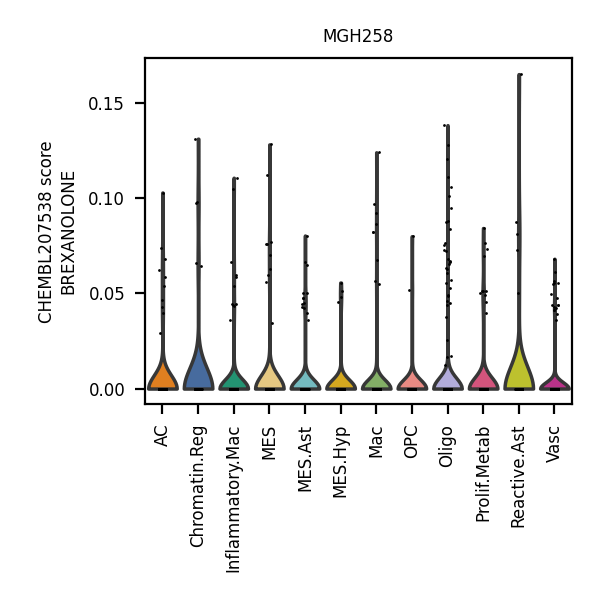 MGH258
CHEMBL207538 score
BREXANOLONE
0.15
0.10
0.05
0.00
AC
Chromatin.Reg
Inflammatory.Mac
MES
MES.Ast
MES.Hyp
Mac
OPC
Oligo
Prolif.Metab
Reactive.Ast
Vasc